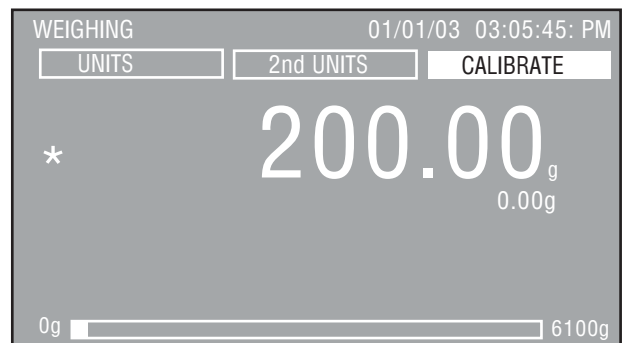 WEIGHING 01/01/03 03:05:45: PM
UNITS 2nd UNITS CALIBRATE
* 200.00 g
0.00g
0g 6100g